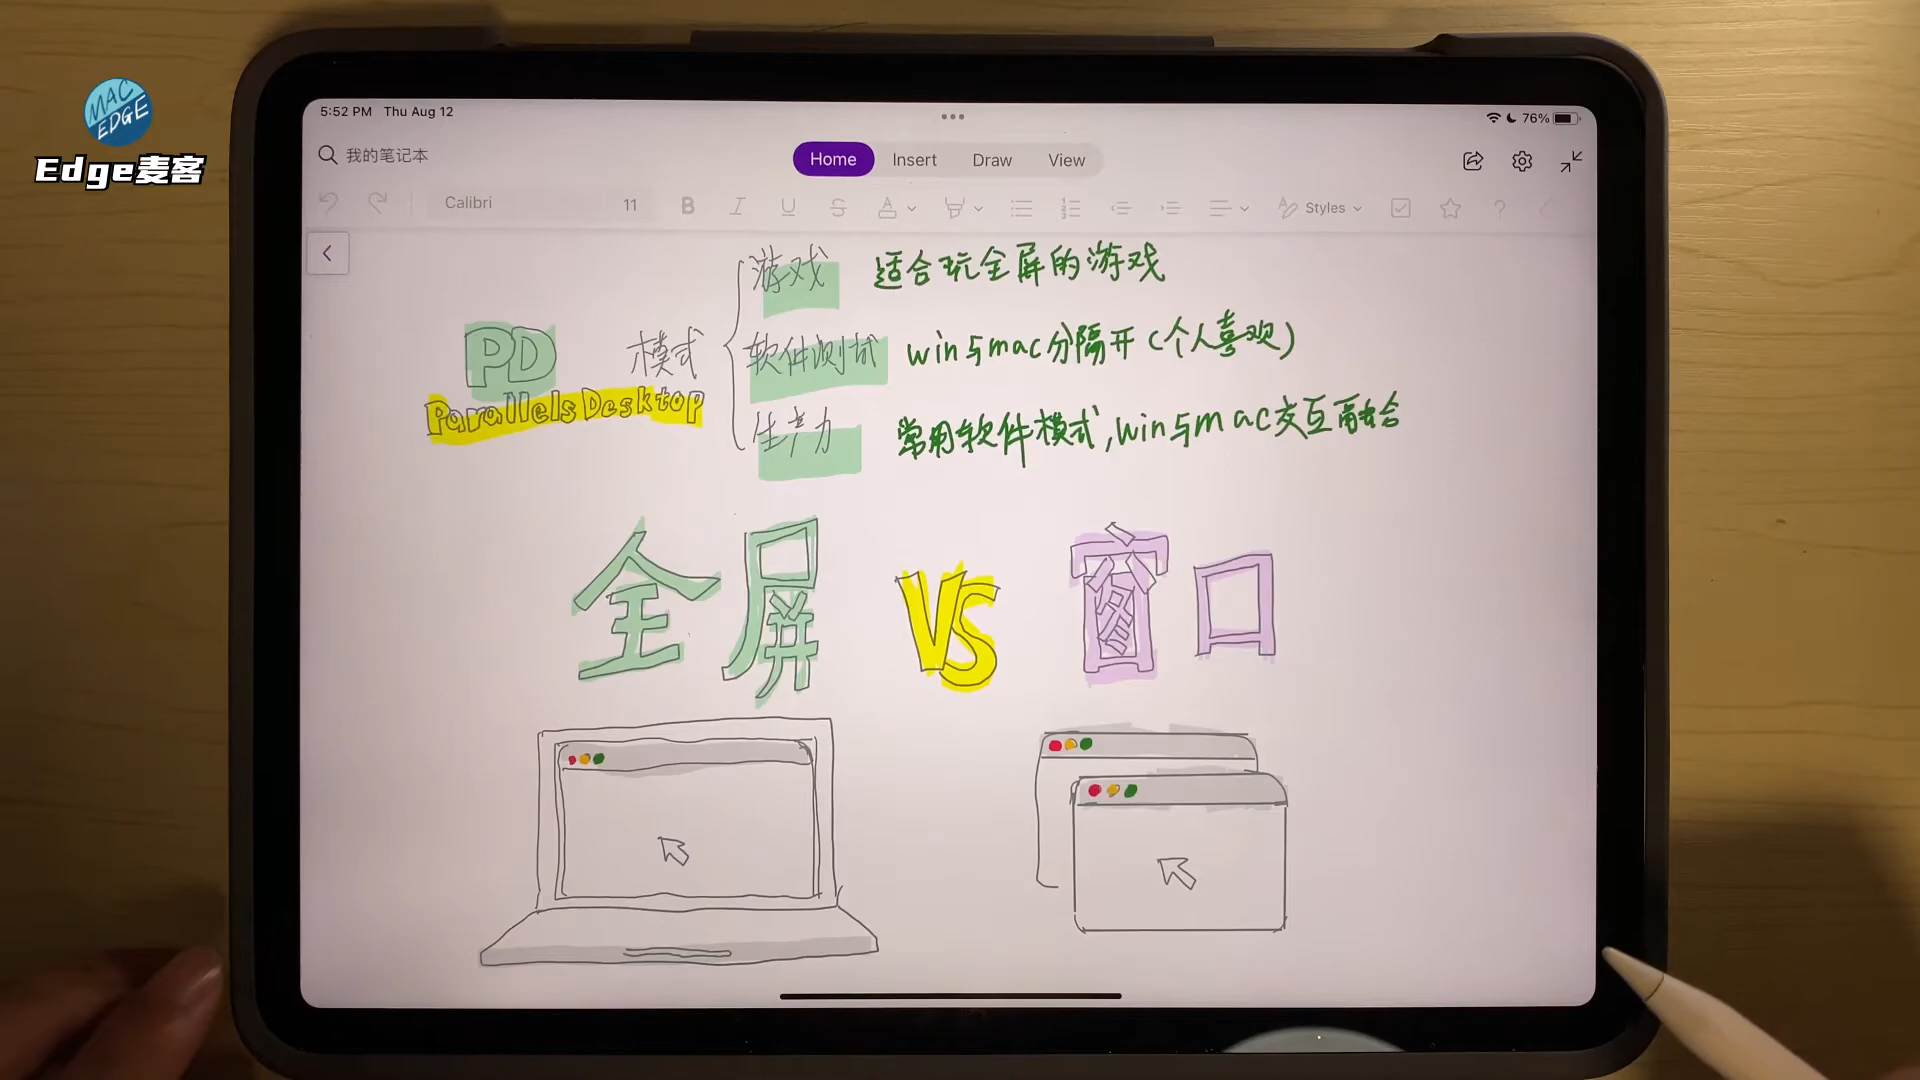 MAC
EDGE
Edge麦客
5:52 PM Thu Aug 12
76%
我的笔记本
Home Insert Draw View
Calibri 11 B I U S A Styles ?
游戏 适合玩全屏的游戏
PD 模式 软件测试 win与mac分隔开(个人喜观)
Parallels Desktop
生产力 常用软件模式,win与mac交互融合
全屏 VS 窗口